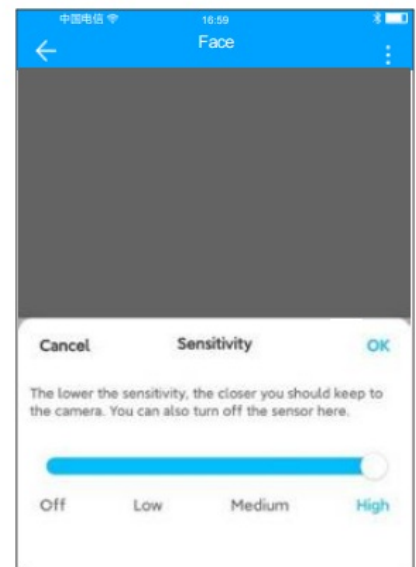 中国电信 16:59
Face
Cancel Sensitivity OK
The lower the sensitivity, the closer you should keep to
the camera. You can also turn off the sensor here.
Off Low Medium High